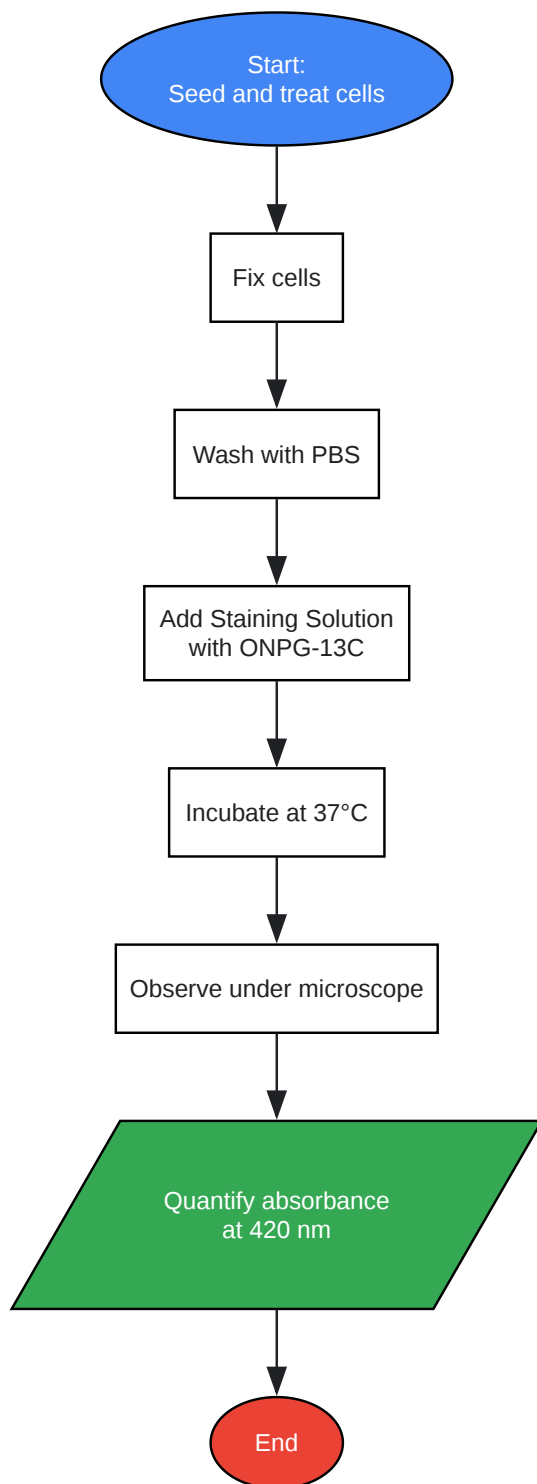 Start:
Seed and treat cells
Fix cells
Wash with PBS
Add Staining Solution
with ONPG-13C
Incubate at 37°C
Observe under microscope
Quantify absorbance
at 420 nm
End